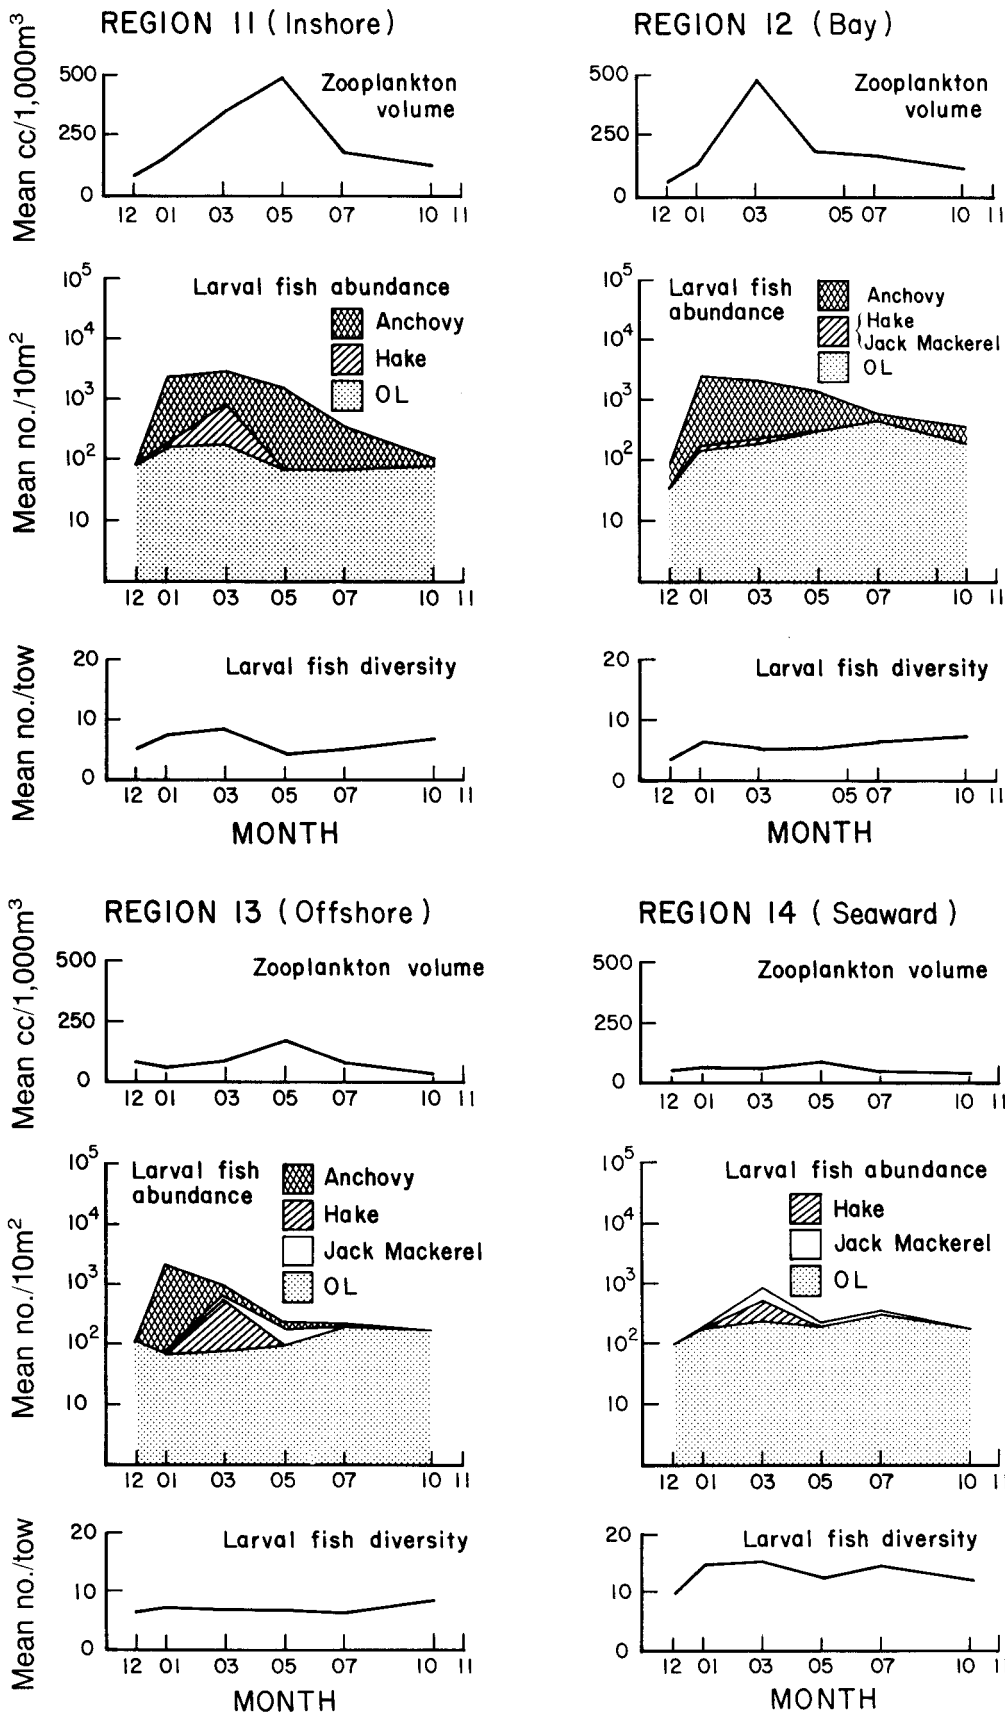 REGION 11 (Inshore)
Mean cc/1,000m³
500
250
0
Zooplankton
volume
12 01 03 05 07 10 11
Mean no./10m²
10⁵
10⁴
10³
10²
10
Larval fish abundance
Anchovy
Hake
OL
12 01 03 05 07 10 11
Mean no./tow
20
10
0
Larval fish diversity
12 01 03 05 07 10 11
MONTH
REGION 12 (Bay)
500
250
0
Zooplankton
volume
12 01 03 05 07 10 11
10⁵
10⁴
10³
10²
10
Larval fish
abundance
Anchovy
Hake
Jack Mackerel
OL
12 01 03 05 07 10 11
20
10
0
Larval fish diversity
12 01 03 05 07 10 11
MONTH
REGION 13 (Offshore)
Mean cc/1,000m³
500
250
0
Zooplankton volume
12 01 03 05 07 10 11
Mean no./10m²
10⁵
10⁴
10³
10²
10
Larval fish
abundance
Anchovy
Hake
Jack Mackerel
OL
12 01 03 05 07 10 11
Mean no./tow
20
10
0
Larval fish diversity
12 01 03 05 07 10 11
MONTH
REGION 14 (Seaward)
500
250
0
Zooplankton volume
12 01 03 05 07 10 11
10⁵
10⁴
10³
10²
10
Larval fish abundance
Hake
Jack Mackerel
OL
12 01 03 05 07 10 1
20
10
0
Larval fish diversity
12 01 03 05 07 10 1
MONTH